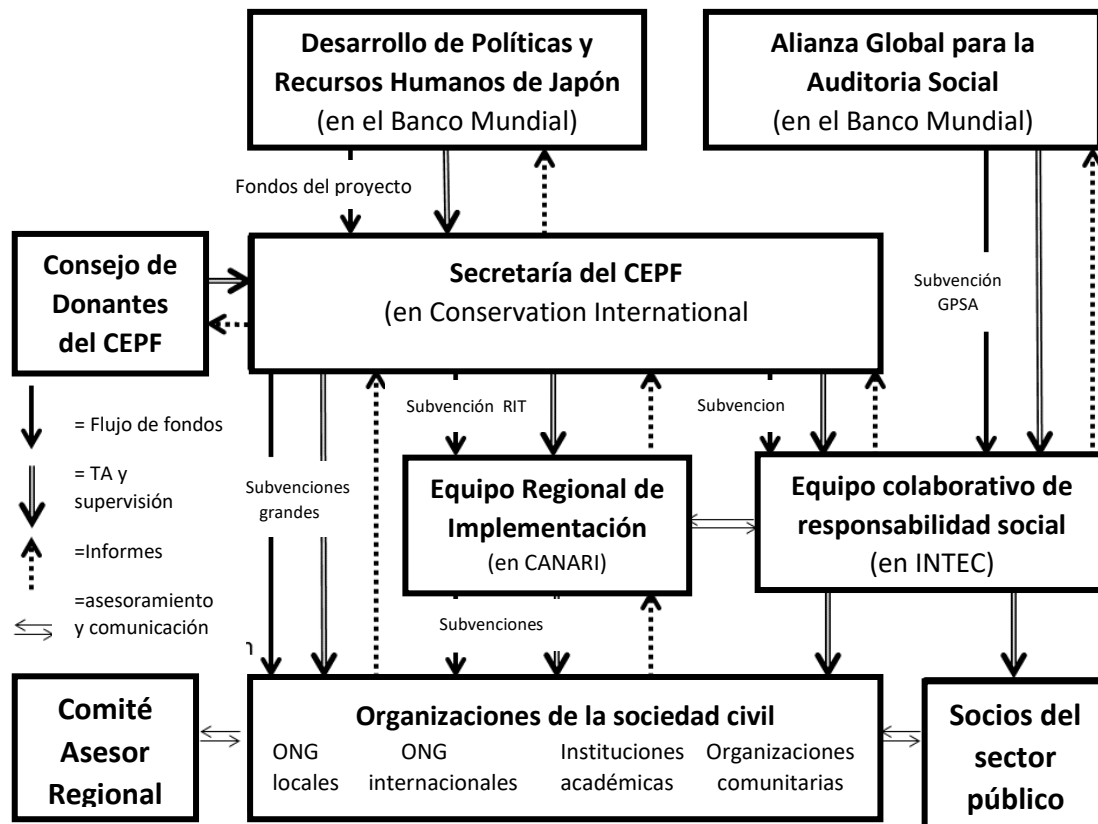 Desarrollo de Políticas y
Recursos Humanos de Japón
(en el Banco Mundial)
Alianza Global para la
Auditoria Social
(en el Banco Mundial)
Fondos del proyecto
Consejo de
Donantes
del CEPF
Secretaría del CEPF
(en Conservation International
Subvención
GPSA
= Flujo de fondos
= TA y
supervisión
=Informes
=asesoramiento
y comunicación
Subvenciones
grandes
Subvención RIT
Subvencion
Equipo Regional de
Implementación
(en CANARI)
Equipo colaborativo de
responsabilidad social
(en INTEC)
Subvenciones
Comité
Asesor
Regional
Organizaciones de la sociedad civil
ONG
locales
ONG
internacionales
Instituciones
académicas
Organizaciones
comunitarias
Socios del
sector
público